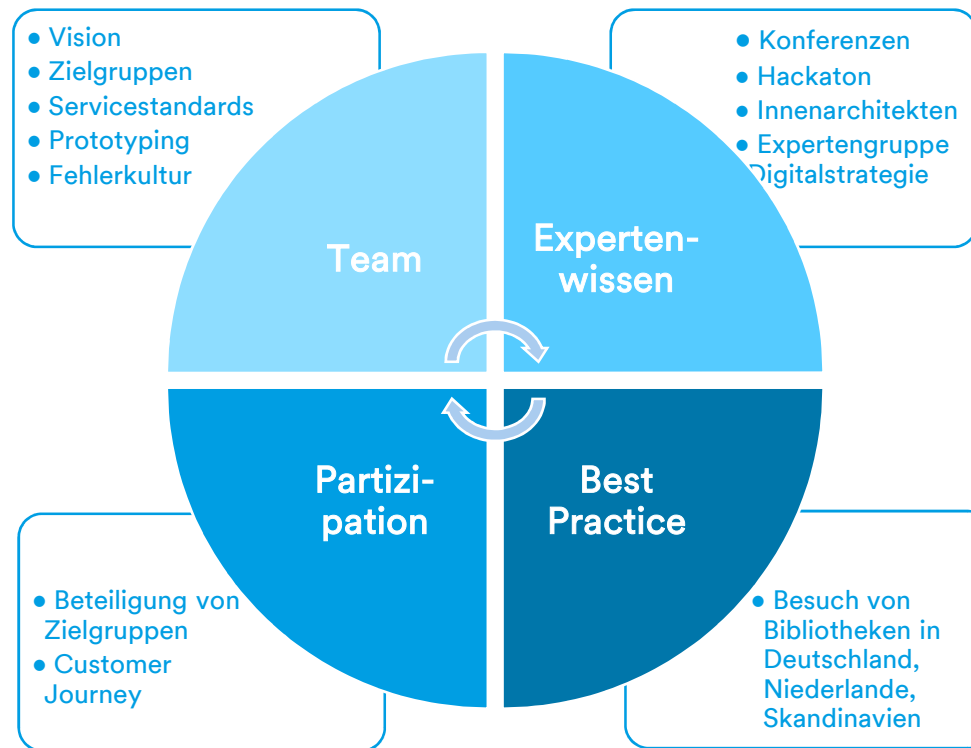 • Vision
• Zielgruppen
• Servicestandards
• Prototyping
• Fehlerkultur
• Konferenzen
• Hackaton
• Innenarchitekten
• Expertengruppe
Digitalstrategie
Team
Experten-
wissen
Partizi-
pation
Best
Practice
• Beteiligung von
Zielgruppen
• Customer
Journey
• Besuch von
Bibliotheken in
Deutschland,
Niederlande,
Skandinavien